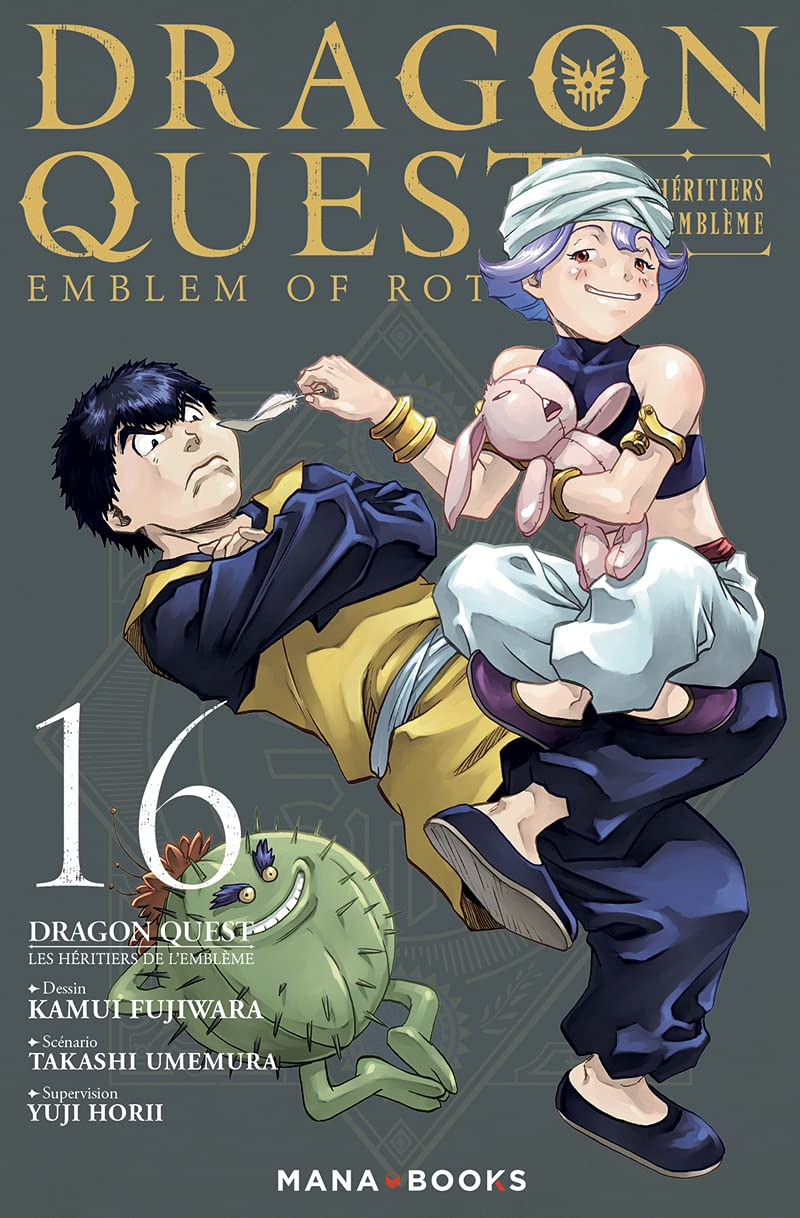 DRAGON
QUEST
HÉRITIERS
EMBLÈME
EMBLEM OF ROT
16
DRAGON QUEST
LES HÉRITIERS DE L'EMBLÈME
Dessin
KAMUI FUJIWARA
Scénario
TAKASHI UMEMURA
Supervision
YUJI HORII
MANA BOOKS